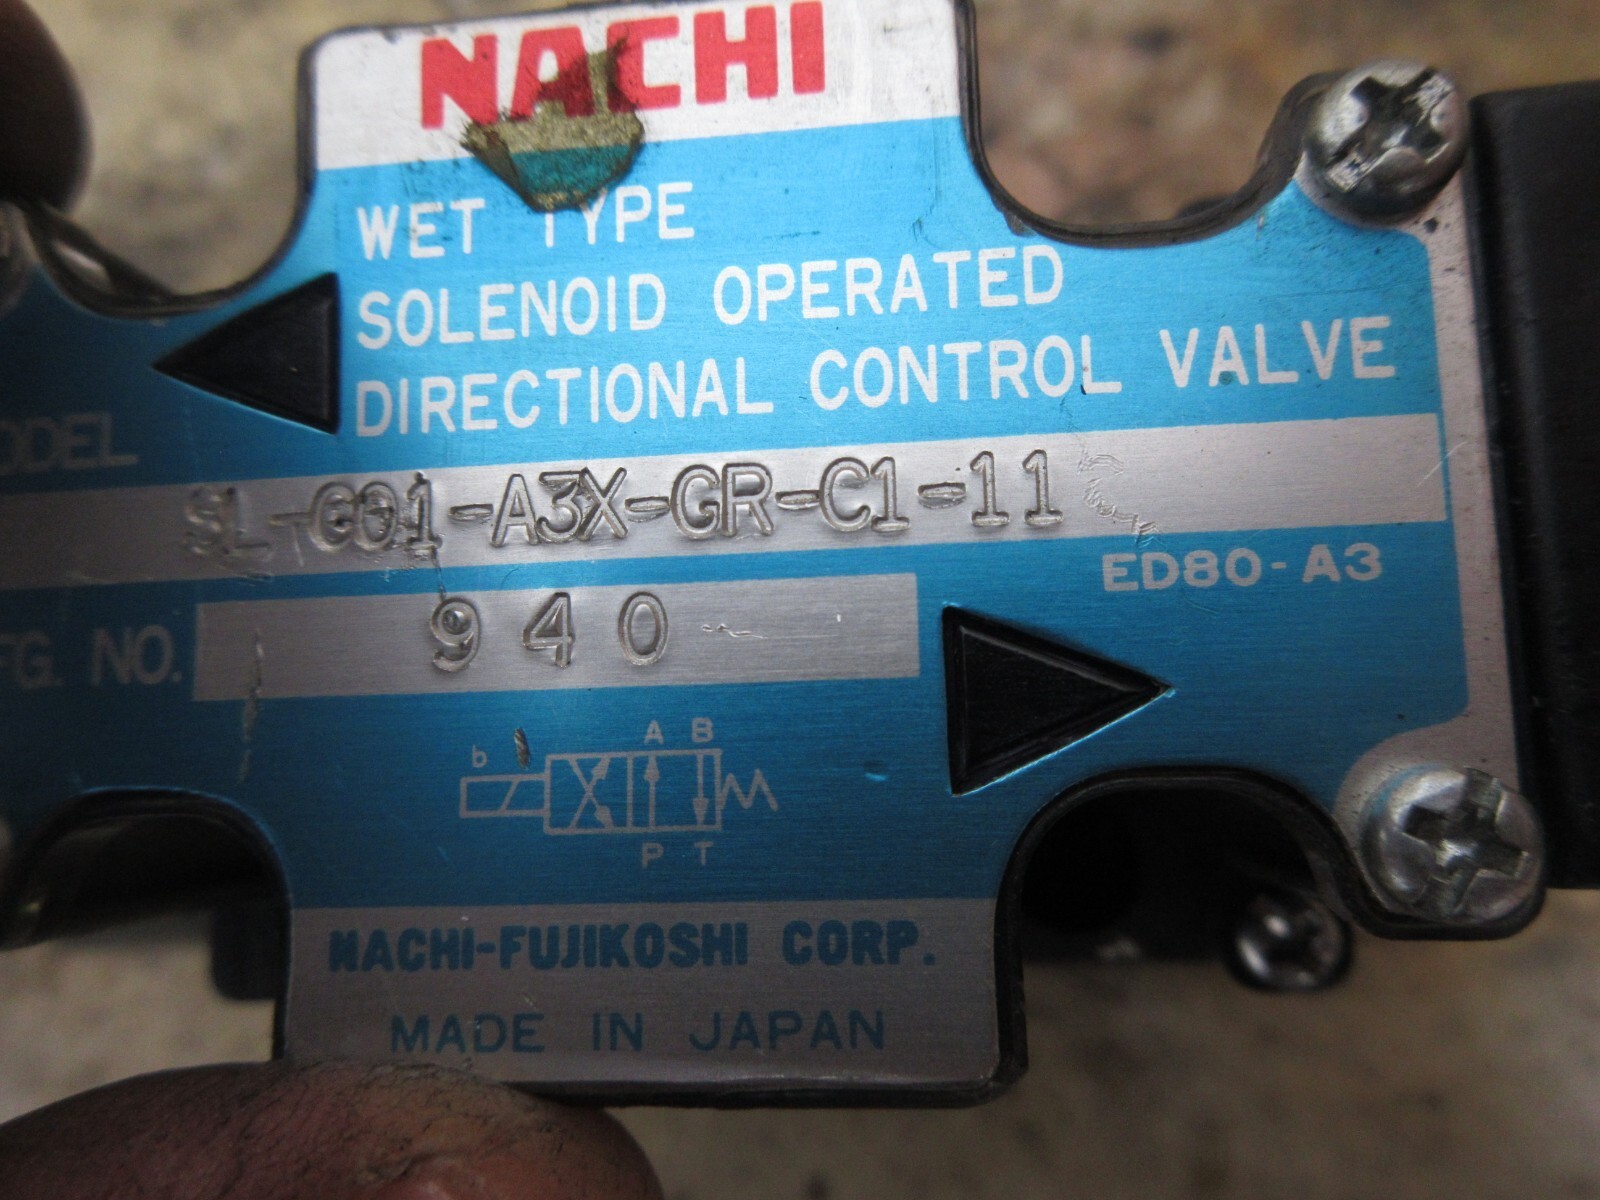 NACHI
WET TYPE
SOLENOID OPERATED
DIRECTIONAL CONTROL VALVE
ODEL
SL-G01-A3X-GR-C1-11
ED80-A3
FG. NO.
940
A B
b
P T
NACHI-FUJIKOSHI CORP.
MADE IN JAPAN